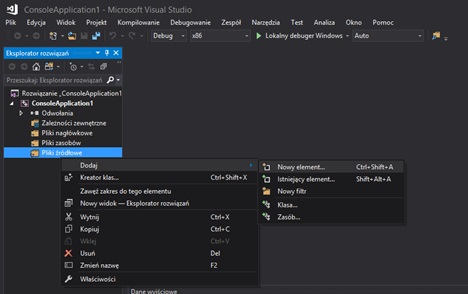 ConsoleApplication1 - Microsoft Visual Studio
Edycja Widok Projekt Kompilowanie Debugowanie Zespół Narzędzia Test Analiza Okno Pomoc
Debug x86 Lokalny debuger Windows Auto
Eksplorator rozwiązań
Przeszukaj: Eksplorator rozwiązań
Rozwiązanie „ConsoleApplication1"
ConsoleApplication1
Odwołania
Zależności zewnętrzne
Pliki nagłówkowe
Pliki zasobów
Pliki źródłowe
Dodaj
Kreator klas... Ctrl+Shift+X
Zawęź zakres do tego elementu
Nowy widok — Eksplorator rozwiązań
Wytnij Ctrl+X
Kopiuj Ctrl+C
Wklej Ctrl+V
Usuń Del
Zmień nazwę F2
Właściwości
Nowy element... Ctrl+Shift+A
Istniejący element... Shift+Alt+A
Nowy filtr
Klasa...
Zasób...
Dane wyjściowe